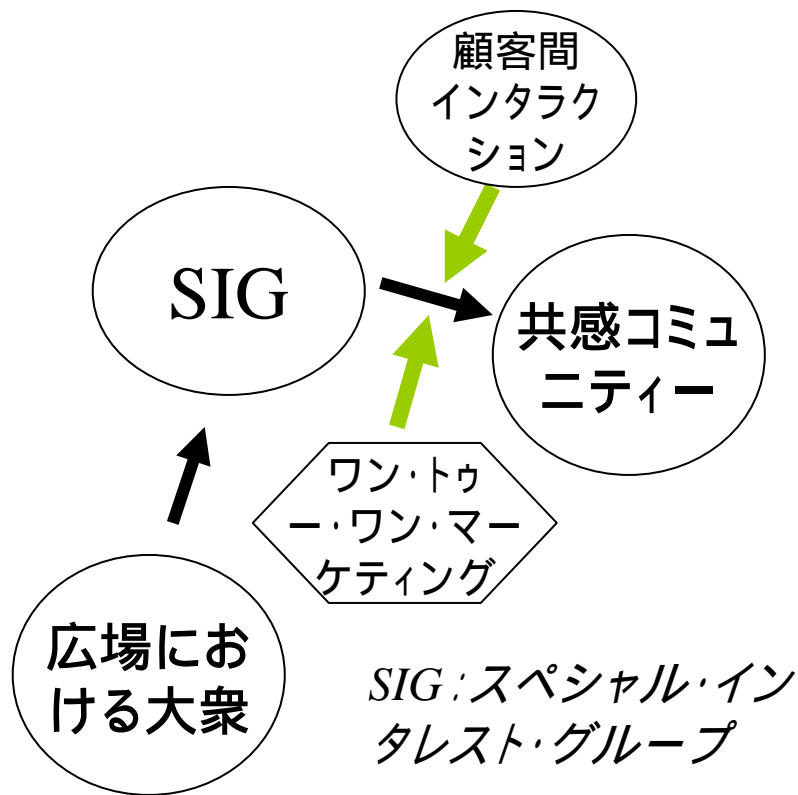 顧客間
インタラク
ション
SIG
共感コミュ
ニティー
ワン・トゥ
ー・ワン・マー
ケティング
広場にお
ける大衆
SIG:スペシャル・イン
タレスト・グループ